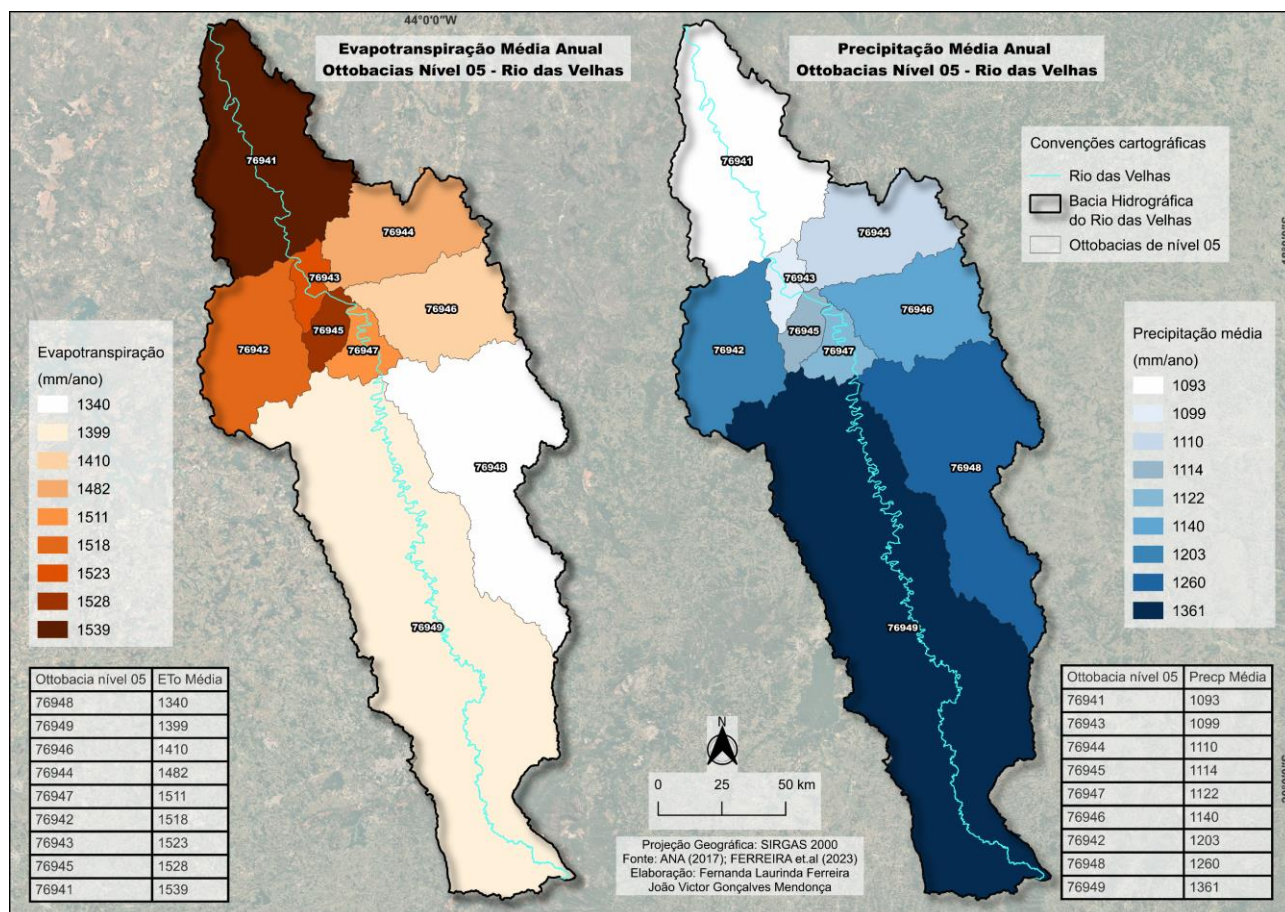 44°0'0"W
Evapotranspiração Média Anual
Ottobacias Nível 05 - Rio das Velhas
76941
76944
76943
76946
76942
76945
76947
76948
76949
Evapotranspiração
(mm/ano)
1340
1399
1410
1482
1511
1518
1523
1528
1539
Ottobacia nível 05 ETo Média
76948 1340
76949 1399
76946 1410
76944 1482
76947 1511
76942 1518
76943 1523
76945 1528
76941 1539
Precipitação Média Anual
Ottobacias Nível 05 - Rio das Velhas
76941
76944
76943
76946
76942
76945
76947
76948
76949
Convenções cartográficas
Rio das Velhas
Bacia Hidrográfica
do Rio das Velhas
Ottobacias de nível 05
Precipitação média
(mm/ano)
1093
1099
1110
1114
1122
1140
1203
1260
1361
N
0 25 50 km
Projeção Geográfica: SIRGAS 2000
Fonte: ANA (2017); FERREIRA et.al (2023)
Elaboração: Fernanda Laurinda Ferreira
João Victor Gonçalves Mendonça
Ottobacia nível 05 Precp Média
76941 1093
76943 1099
76944 1110
76945 1114
76947 1122
76946 1140
76942 1203
76948 1260
76949 1361